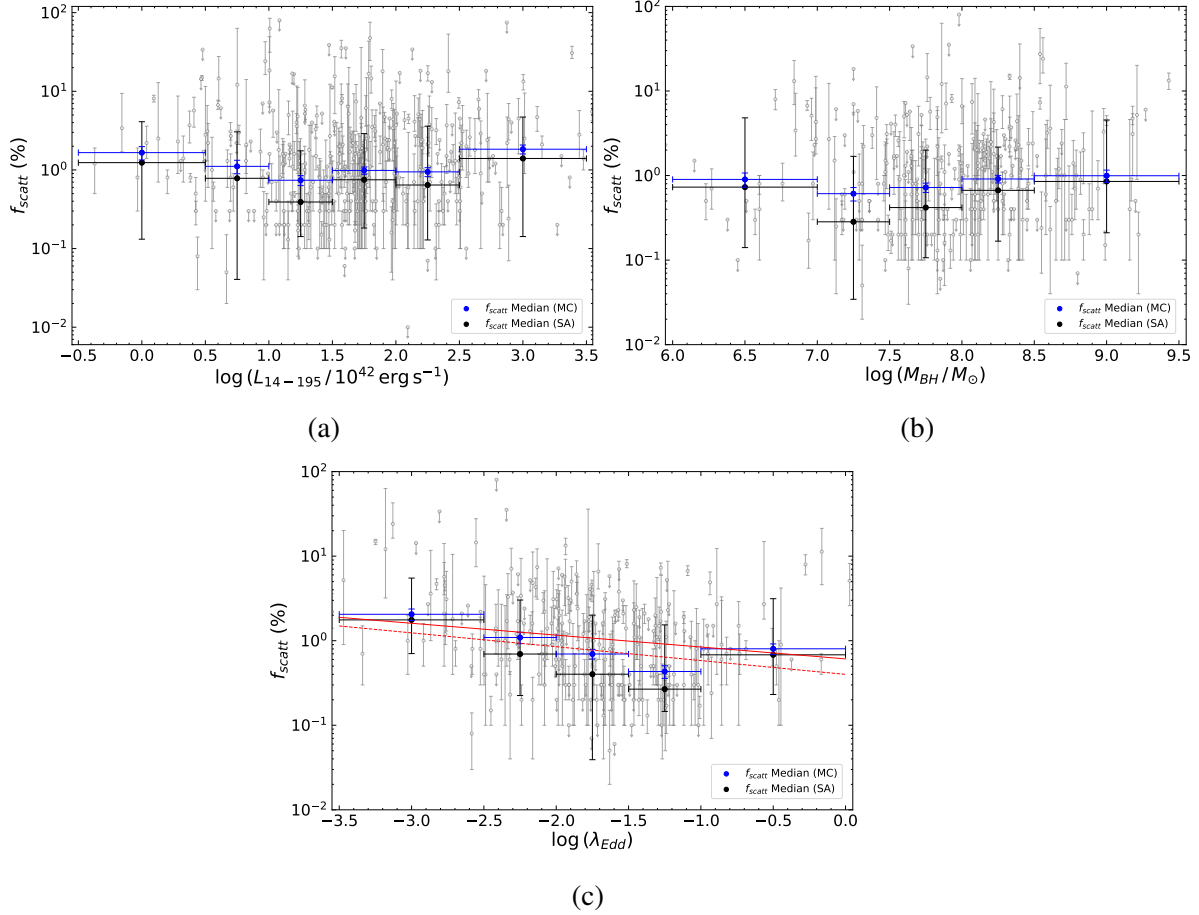 10² 10¹ 10⁰ 10⁻¹ 10⁻²
f_scatt (%)
f_scatt Median (MC)
f_scatt Median (SA)
−0.5 0.0 0.5 1.0 1.5 2.0 2.5 3.0 3.5
log (L₁₄₋₁₉₅ / 10⁴² erg s⁻¹)
(a)
10² 10¹ 10⁰ 10⁻¹ 10⁻²
f_scatt (%)
f_scatt Median (MC)
f_scatt Median (SA)
6.0 6.5 7.0 7.5 8.0 8.5 9.0 9.5
log (M_BH / M_⊙)
(b)
10² 10¹ 10⁰ 10⁻¹ 10⁻²
f_scatt (%)
f_scatt Median (MC)
f_scatt Median (SA)
−3.5 −3.0 −2.5 −2.0 −1.5 −1.0 −0.5 0.0
log (λ_Edd)
(c)